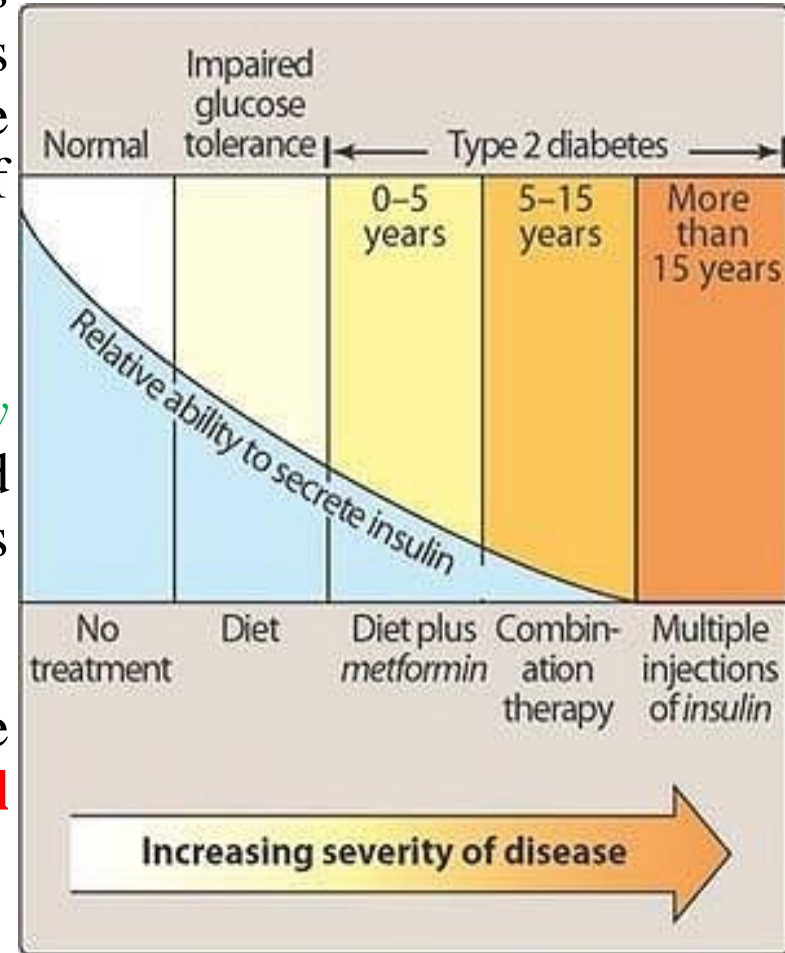 Impaired
glucose
Normal tolerance Type 2 diabetes
0–5 5–15 More
years years than
15 years
Relative ability to secrete insulin
No Diet Diet plus Combin- Multiple
treatment metformin ation injections
therapy of insulin
Increasing severity of disease